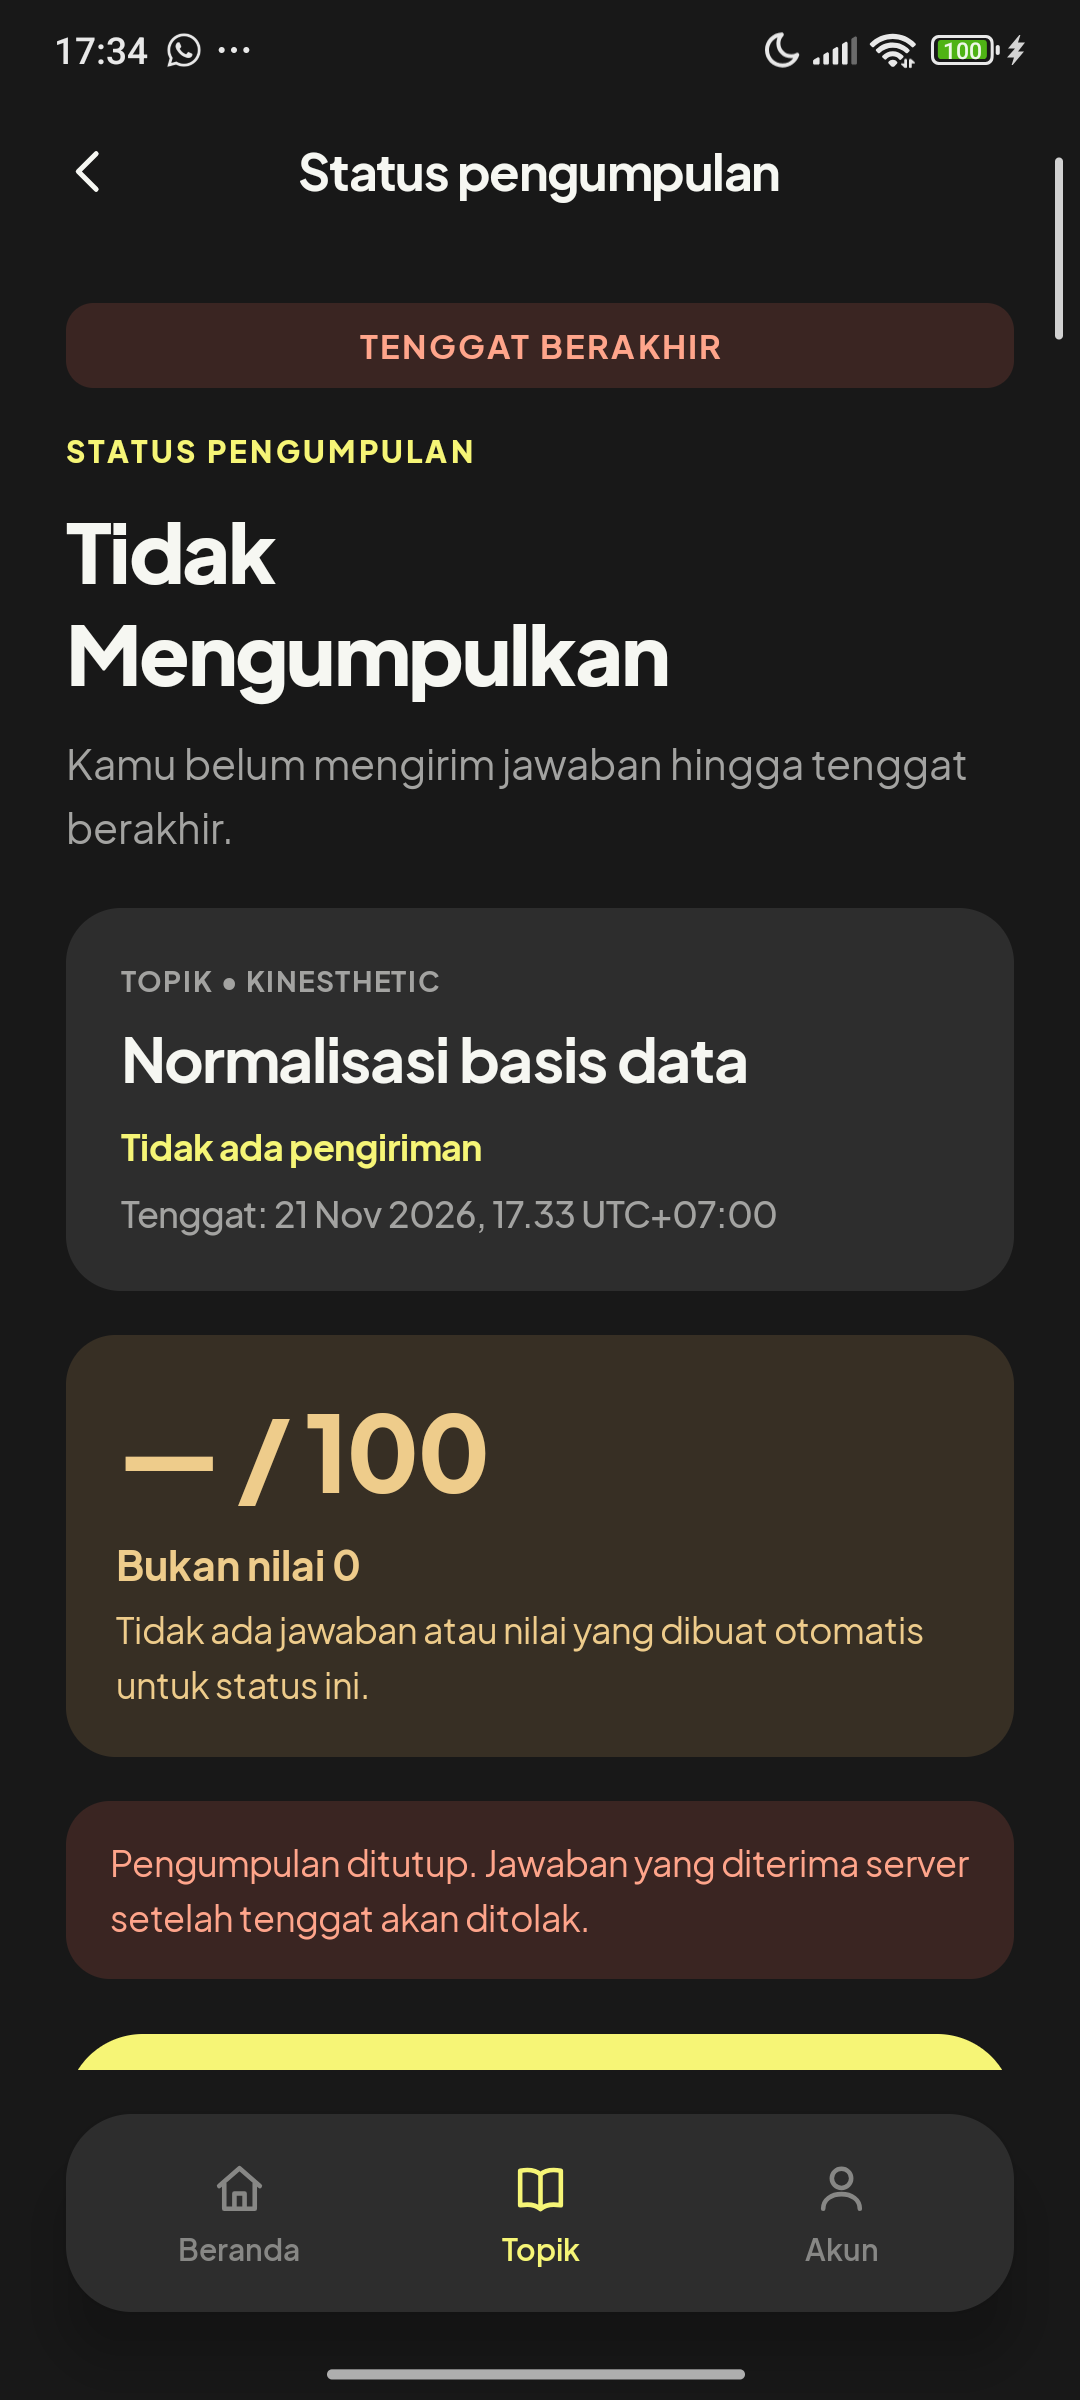 17:34
100
Status pengumpulan
TENGGAT BERAKHIR
STATUS PENGUMPULAN
Tidak
Mengumpulkan
Kamu belum mengirim jawaban hingga tenggat
berakhir.
TOPIK • KINESTHETIC
Normalisasi basis data
Tidak ada pengiriman
Tenggat: 21 Nov 2026, 17.33 UTC+07:00
— / 100
Bukan nilai 0
Tidak ada jawaban atau nilai yang dibuat otomatis
untuk status ini.
Pengumpulan ditutup. Jawaban yang diterima server
setelah tenggat akan ditolak.
Beranda
Topik
Akun